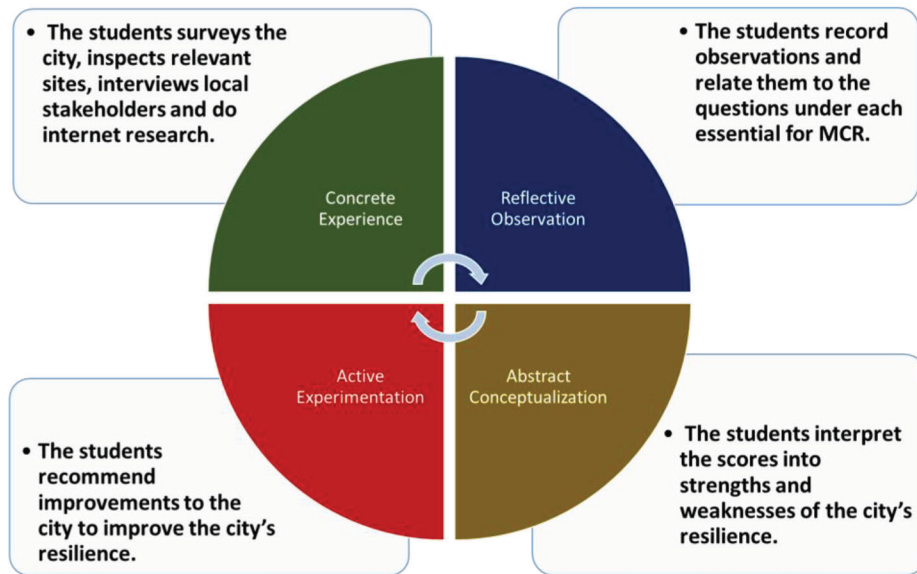 • The students surveys the
city, inspects relevant
sites, interviews local
stakeholders and do
internet research.
• The students record
observations and
relate them to the
questions under each
essential for MCR.
Concrete
Experience
Reflective
Observation
Active
Experimentation
Abstract
Conceptualization
• The students
recommend
improvements to the
city to improve the city's
resilience.
• The students interpret
the scores into
strengths and
weaknesses of the city's
resilience.